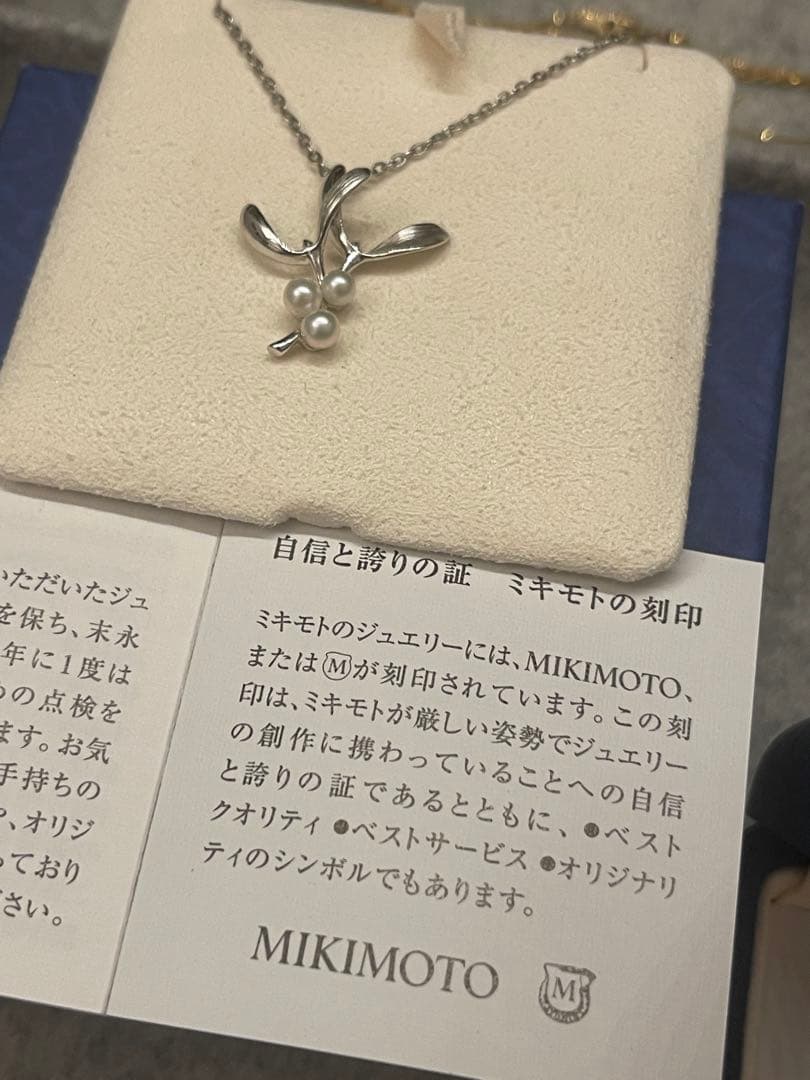 いただいたジュ
を保ち、末永
年に1度は
の点検を
ます。お気
手持ちの
、オリジ
っており
さい。
自信と誇りの証 ミキモトの刻印
ミキモトのジュエリーには、MIKIMOTO、
またはⓂが刻印されています。この刻
印は、ミキモトが厳しい姿勢でジュエリー
の創作に携わっていることへの自信
と誇りの証であるとともに、●ベスト
クオリティ ●ベストサービス ●オリジナリ
ティのシンボルでもあります。
MIKIMOTO
M